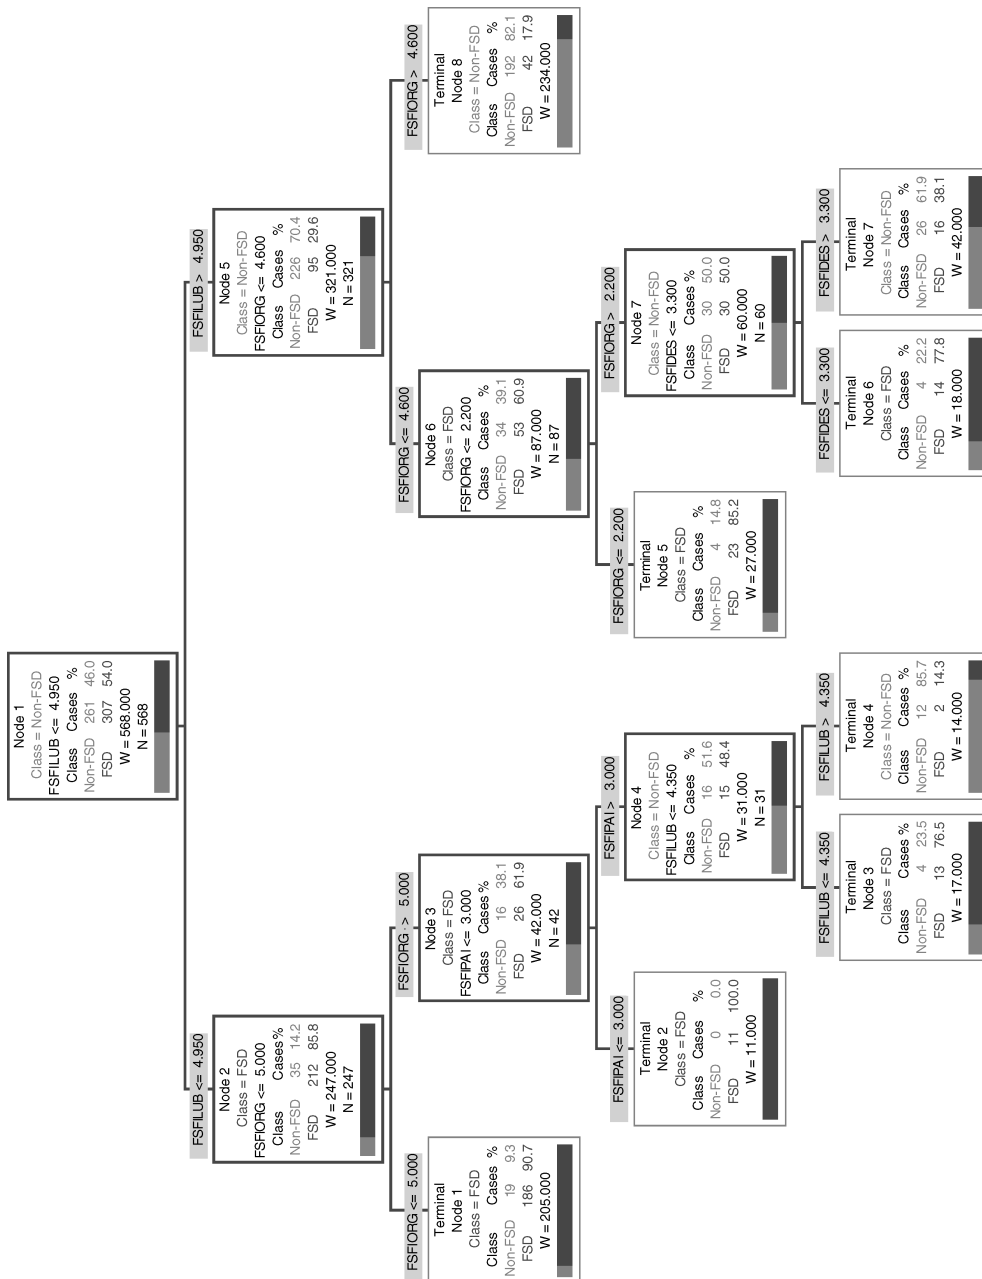 Node 1
Class = Non-FSD
FSFILUB <= 4.950
Class Cases %
Non-FSD 261 46.0
FSD 307 54.0
W = 568.000
N = 568
FSFILUB <= 4.950
FSFILUB > 4.950
Node 2
Class = FSD
FSFIORG <= 5.000
Class Cases %
Non-FSD 35 14.2
FSD 212 85.8
W = 247.000
N = 247
Node 5
Class = Non-FSD
FSFIORG <= 4.600
Class Cases %
Non-FSD 226 70.4
FSD 95 29.6
W = 321.000
N = 321
FSFIORG <= 5.000
FSFIORG > 5.000
FSFIORG <= 4.600
FSFIORG > 4.600
Terminal
Node 1
Class = FSD
Class Cases %
Non-FSD 19 9.3
FSD 186 90.7
W = 205.000
Node 3
Class = FSD
FSFIPAI <= 3.000
Class Cases %
Non-FSD 16 38.1
FSD 26 61.9
W = 42.000
N = 42
Node 6
Class = FSD
FSFIORG <= 2.200
Class Cases %
Non-FSD 34 39.1
FSD 53 60.9
W = 87.000
N = 87
Terminal
Node 8
Class = Non-FSD
Class Cases %
Non-FSD 192 82.1
FSD 42 17.9
W = 234.000
FSFIPAI <= 3.000
FSFIPAI > 3.000
FSFIORG <= 2.200
FSFIORG > 2.200
Terminal
Node 2
Class = FSD
Class Cases %
Non-FSD 0 0.0
FSD 11 100.0
W = 11.000
Node 4
Class = Non-FSD
FSFILUB <= 4.350
Class Cases %
Non-FSD 16 51.6
FSD 15 48.4
W = 31.000
N = 31
Terminal
Node 5
Class = FSD
Class Cases %
Non-FSD 4 14.8
FSD 23 85.2
W = 27.000
Node 7
Class = Non-FSD
FSFIDES <= 3.300
Class Cases %
Non-FSD 30 50.0
FSD 30 50.0
W = 60.000
N = 60
FSFILUB <= 4.350
FSFILUB > 4.350
FSFIDES <= 3.300
FSFIDES > 3.300
Terminal
Node 3
Class = FSD
Class Cases %
Non-FSD 4 23.5
FSD 13 76.5
W = 17.000
Terminal
Node 4
Class = Non-FSD
Class Cases %
Non-FSD 12 85.7
FSD 2 14.3
W = 14.000
Terminal
Node 6
Class = FSD
Class Cases %
Non-FSD 4 22.2
FSD 14 77.8
W = 18.000
Terminal
Node 7
Class = Non-FSD
Class Cases %
Non-FSD 26 61.9
FSD 16 38.1
W = 42.000